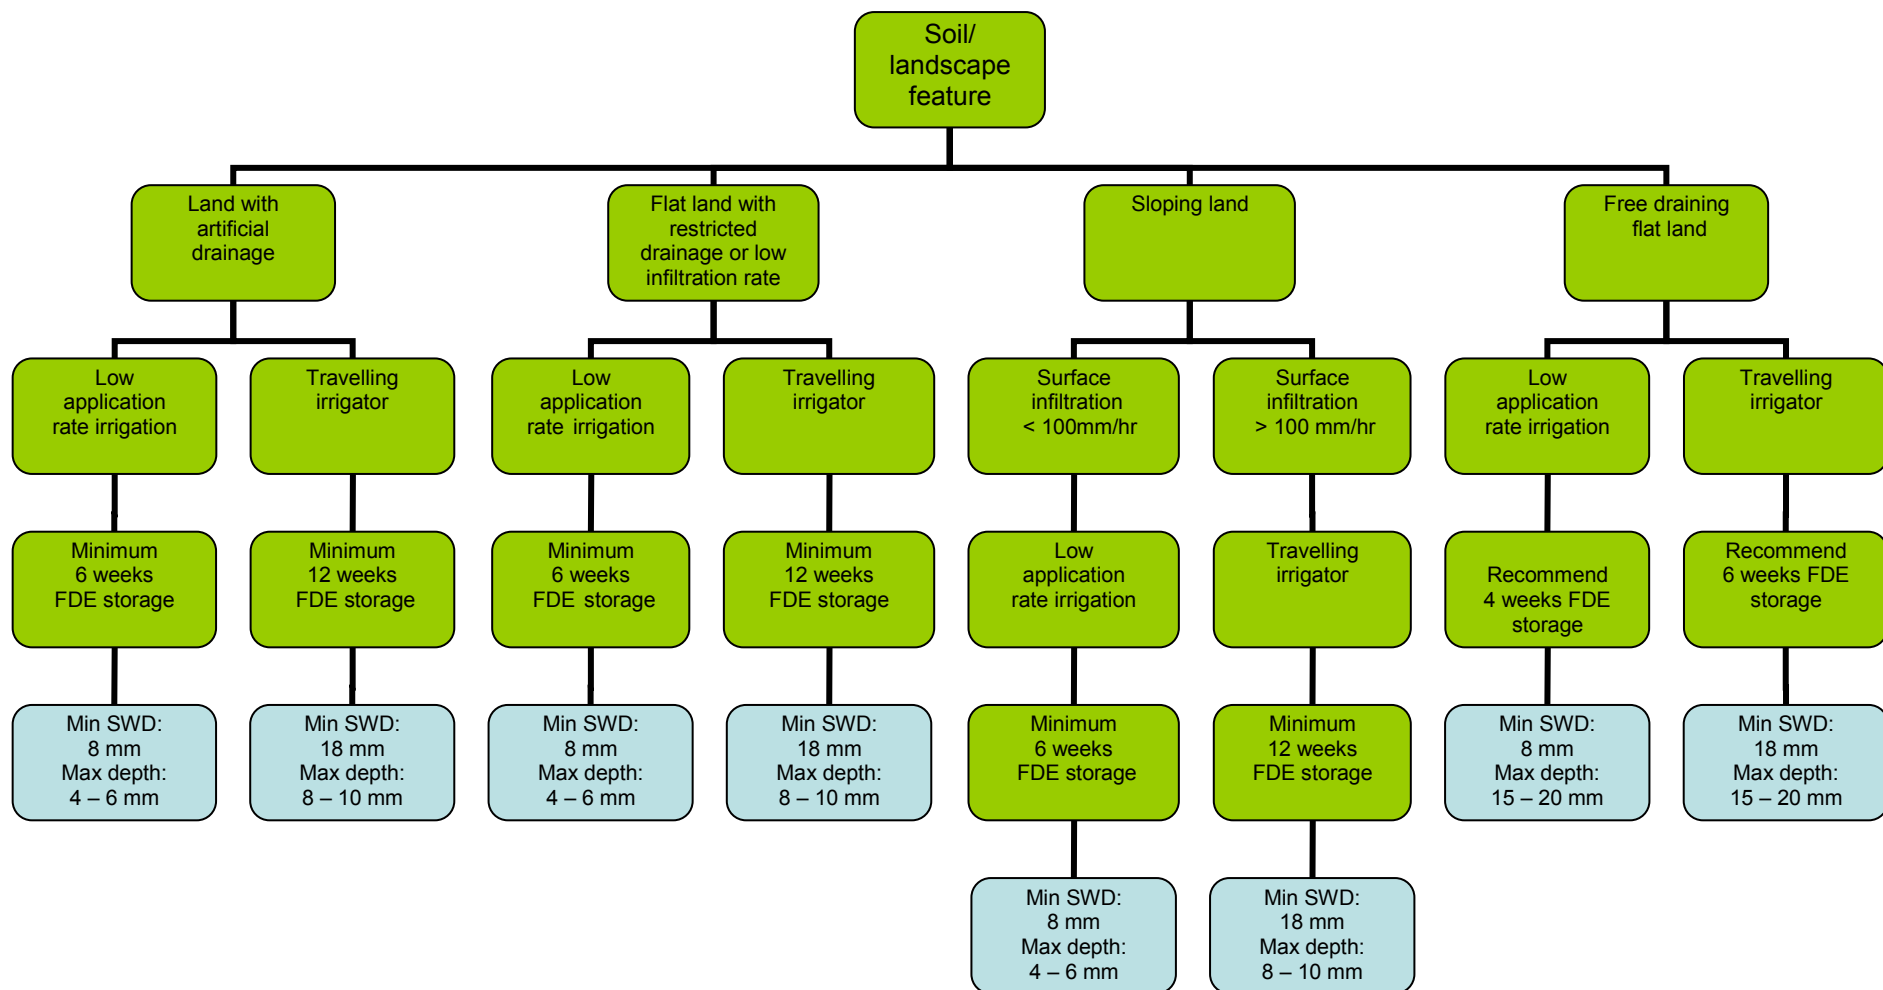 Soil/
landscape
feature
Land with
artificial
drainage
Flat land with
restricted
drainage or low
infiltration rate
Sloping land
Free draining
flat land
Low
application
rate irrigation
Travelling
irrigator
Low
application
rate irrigation
Travelling
irrigator
Surface
infiltration
< 100mm/hr
Surface
infiltration
> 100 mm/hr
Low
application
rate irrigation
Travelling
irrigator
Minimum
6 weeks
FDE storage
Minimum
12 weeks
FDE storage
Minimum
6 weeks
FDE storage
Minimum
12 weeks
FDE storage
Low
application
rate irrigation
Travelling
irrigator
Recommend
4 weeks FDE
storage
Recommend
6 weeks FDE
storage
Min SWD:
8 mm
Max depth:
4 – 6 mm
Min SWD:
18 mm
Max depth:
8 – 10 mm
Min SWD:
8 mm
Max depth:
4 – 6 mm
Min SWD:
18 mm
Max depth:
8 – 10 mm
Minimum
6 weeks
FDE storage
Minimum
12 weeks
FDE storage
Min SWD:
8 mm
Max depth:
15 – 20 mm
Min SWD:
18 mm
Max depth:
15 – 20 mm
Min SWD:
8 mm
Max depth:
4 – 6 mm
Min SWD:
18 mm
Max depth:
8 – 10 mm